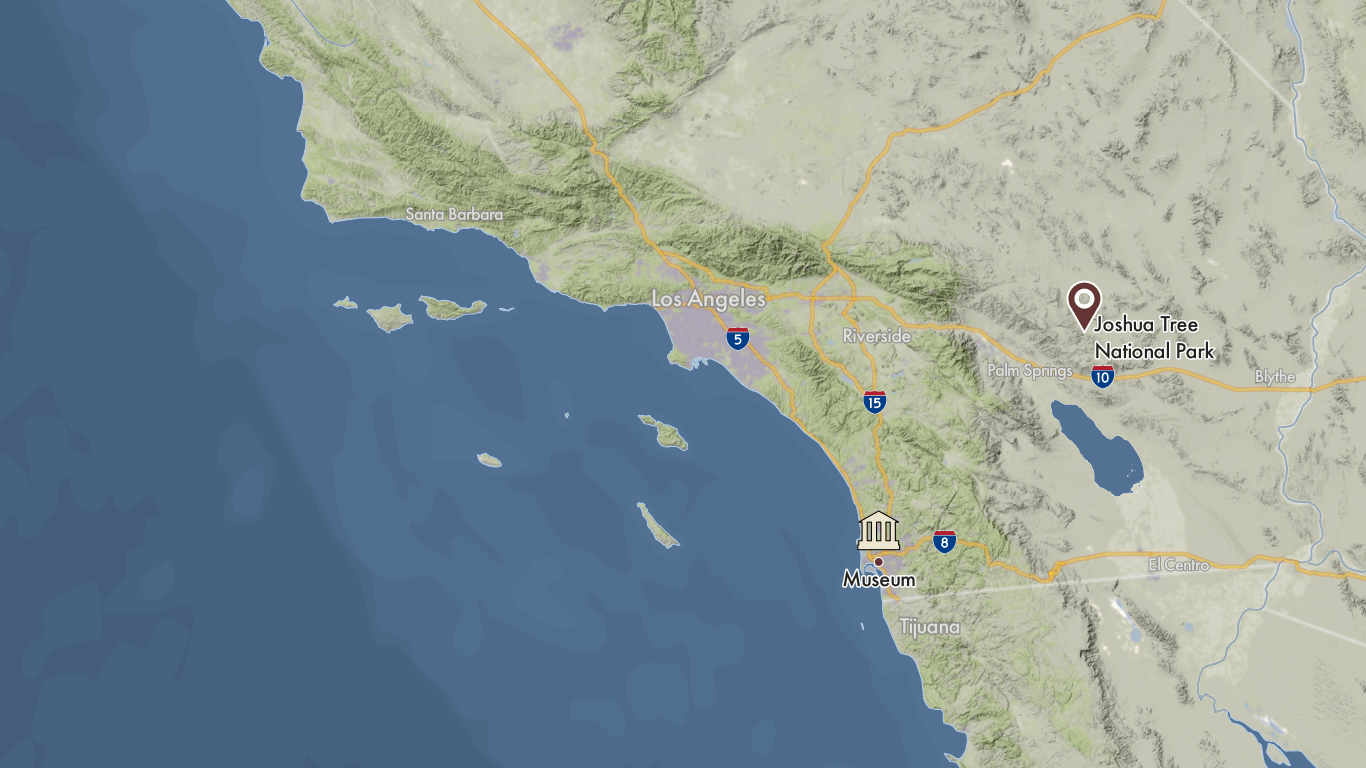 Santa Barbara
Los Angeles
5
Riverside
Joshua Tree
National Park
Palm Springs
10
Blythe
15
8
Museum
El Centro
Tijuana